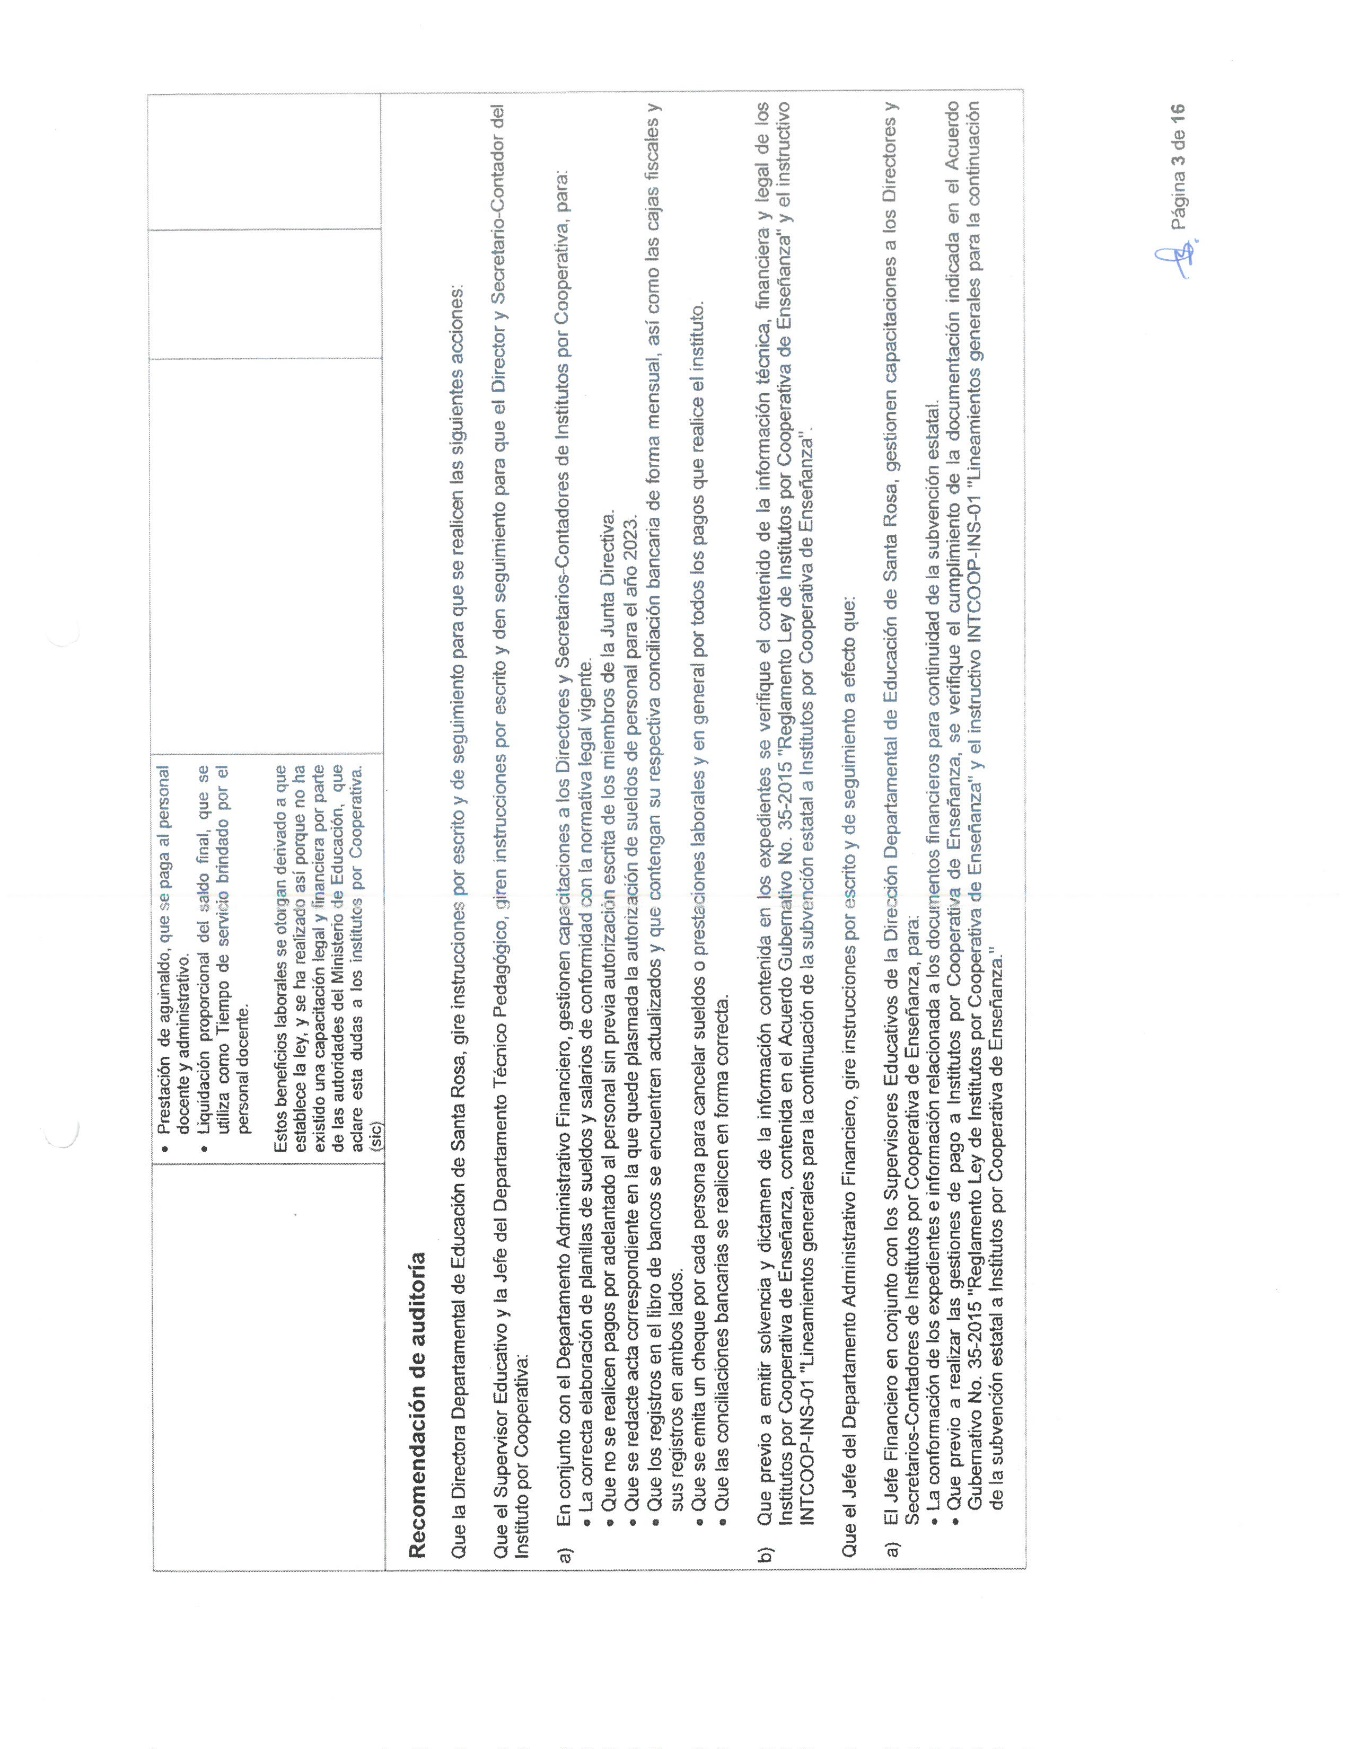 • Prestación de aguinaldo, que se paga al personal
docente y administrativo.
• Liquidación proporcional del saldo final, que se
utiliza como Tiempo de servicio brindado por el
personal docente.
Estos beneficios laborales se otorgan derivado a que
establece la ley, y se ha realizado así porque no ha
existido una capacitación legal y financiera por parte
de las autoridades del Ministerio de Educación, que
aclare esta dudas a los institutos por Cooperativa.
(sic)
Recomendación de auditoría
Que la Directora Departamental de Educación de Santa Rosa, gire instrucciones por escrito y de seguimiento para que se realicen las siguientes acciones:
Que el Supervisor Educativo y la Jefe del Departamento Técnico Pedagógico, giren instrucciones por escrito y den seguimiento para que el Director y Secretario-Contador del
Instituto por Cooperativa:
a) En conjunto con el Departamento Administrativo Financiero, gestionen capacitaciones a los Directores y Secretarios-Contadores de Institutos por Cooperativa, para:
• La correcta elaboración de planillas de sueldos y salarios de conformidad con la normativa legal vigente.
• Que no se realicen pagos por adelantado al personal sin previa autorización escrita de los miembros de la Junta Directiva.
• Que se redacte acta correspondiente en la que quede plasmada la autorización de sueldos de personal para el año 2023.
• Que los registros en el libro de bancos se encuentren actualizados y que contengan su respectiva conciliación bancaria de forma mensual, así como las cajas fiscales y
sus registros en ambos lados.
• Que se emita un cheque por cada persona para cancelar sueldos o prestaciones laborales y en general por todos los pagos que realice el instituto.
• Que las conciliaciones bancarias se realicen en forma correcta.
b) Que previo a emitir solvencia y dictamen de la información contenida en los expedientes se verifique el contenido de la información técnica, financiera y legal de los
Institutos por Cooperativa de Enseñanza, contenida en el Acuerdo Gubernativo No. 35-2015 "Reglamento Ley de Institutos por Cooperativa de Enseñanza" y el instructivo
INTCOOP-INS-01 "Lineamientos generales para la continuación de la subvención estatal a Institutos por Cooperativa de Enseñanza".
Que el Jefe del Departamento Administrativo Financiero, gire instrucciones por escrito y de seguimiento a efecto que:
a) El Jefe Financiero en conjunto con los Supervisores Educativos de la Dirección Departamental de Educación de Santa Rosa, gestionen capacitaciones a los Directores y
Secretarios-Contadores de Institutos por Cooperativa de Enseñanza, para:
• La conformación de los expedientes e información relacionada a los documentos financieros para continuidad de la subvención estatal.
• Que previo a realizar las gestiones de pago a Institutos por Cooperativa de Enseñanza, se verifique el cumplimiento de la documentación indicada en el Acuerdo
Gubernativo No. 35-2015 "Reglamento Ley de Institutos por Cooperativa de Enseñanza" y el instructivo INTCOOP-INS-01 "Lineamientos generales para la continuación
de la subvención estatal a Institutos por Cooperativa de Enseñanza."
Página 3 de 16